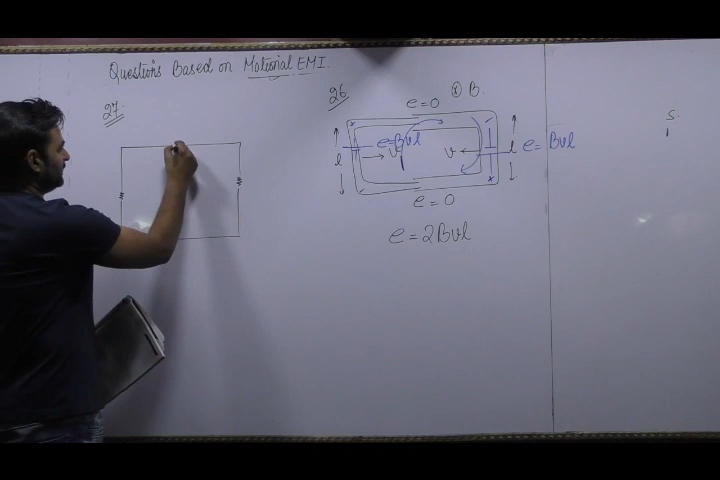 Questions Based on Motional EMI.
27.
26
e=0
⊗ B.
l
e=Bvl
v
v
l
e= Bvl
e=0
e=2Bvl
S.